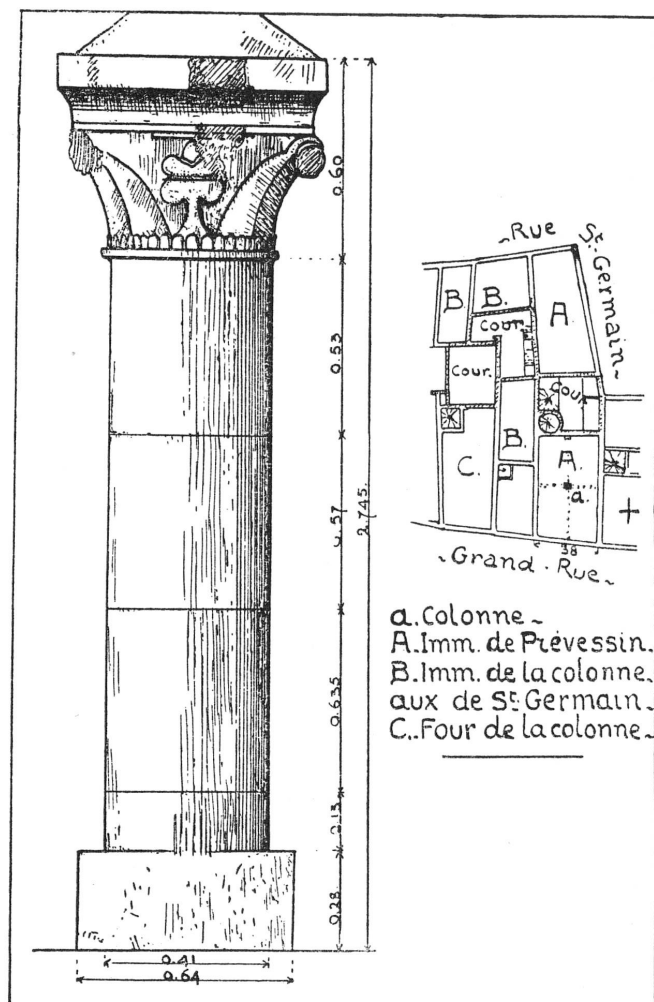 0.60
0.53
0.57
2.745.
0.635
0.13
0.28
0.41
0.64
Rue
St. Germain
B
B.
A
Cour
Cour.
Cour
B.
C.
A.
a.
38
Grand. Rue
a. Colonne
A. Imm. de Prévessin.
B. Imm. de la colonne
aux de St. Germain
C. Four de la colonne